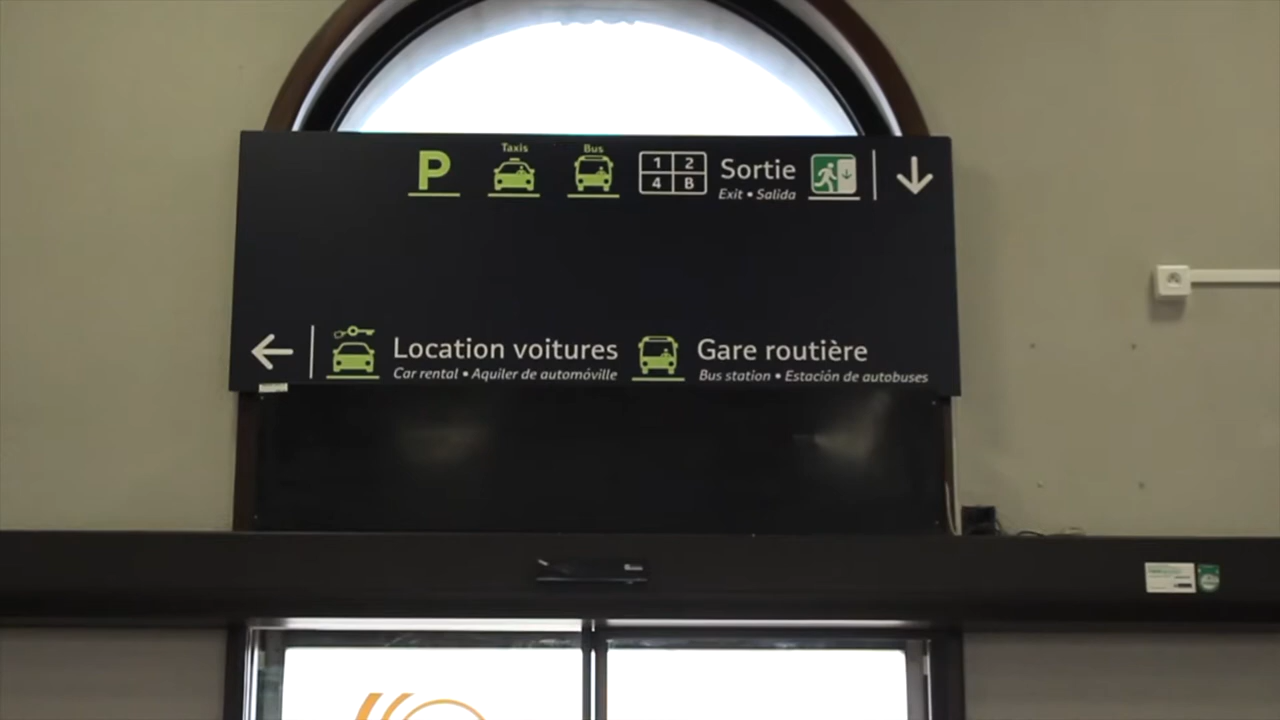 P
Taxis
Bus
1 2
4 B
Sortie
Exit • Salida
Location voitures
Car rental • Aquiler de automóville
Gare routière
Bus station • Estación de autobuses